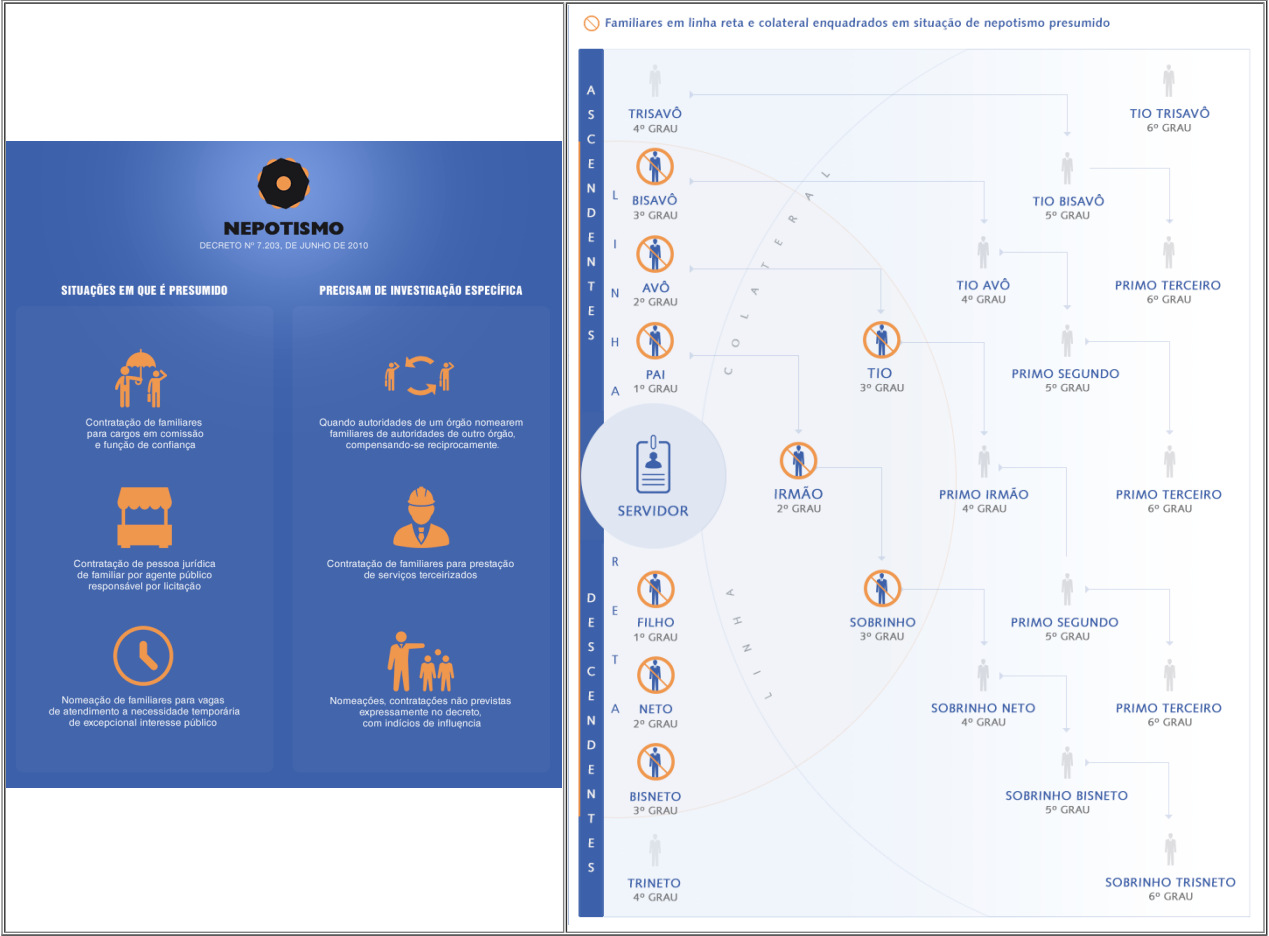 NEPOTISMO
DECRETO Nº 7.203, DE JUNHO DE 2010
SITUAÇÕES EM QUE É PRESUMIDO
Contratação de familiares
para cargos em comissão
e função de confiança
Contratação de pessoa jurídica
de familiar por agente público
responsável por licitação
Nomeação de familiares para vagas
de atendimento a necessidade temporária
de excepcional interesse público
PRECISAM DE INVESTIGAÇÃO ESPECÍFICA
Quando autoridades de um órgão nomearem
familiares de autoridades de outro órgão,
compensando-se reciprocamente.
Contratação de familiares para prestação
de serviços terceirizados
Nomeações, contratações não previstas
expressamente no decreto,
com indícios de influença
Familiares em linha reta e colateral enquadrados em situação de nepotismo presumido
ASCENDENTES
DESCENDENTES
LINHA RETA
LINHA COLATERAL
TRISAVÔ
4º GRAU
TIO TRISAVÔ
6º GRAU
BISAVÔ
3º GRAU
TIO BISAVÔ
5º GRAU
AVÔ
2º GRAU
TIO AVÔ
4º GRAU
PRIMO TERCEIRO
6º GRAU
PAI
1º GRAU
TIO
3º GRAU
PRIMO SEGUNDO
5º GRAU
SERVIDOR
IRMÃO
2º GRAU
PRIMO IRMÃO
4º GRAU
PRIMO TERCEIRO
6º GRAU
FILHO
1º GRAU
SOBRINHO
3º GRAU
PRIMO SEGUNDO
5º GRAU
NETO
2º GRAU
SOBRINHO NETO
4º GRAU
PRIMO TERCEIRO
6º GRAU
BISNETO
3º GRAU
SOBRINHO BISNETO
5º GRAU
TRINETO
4º GRAU
SOBRINHO TRISNETO
6º GRAU